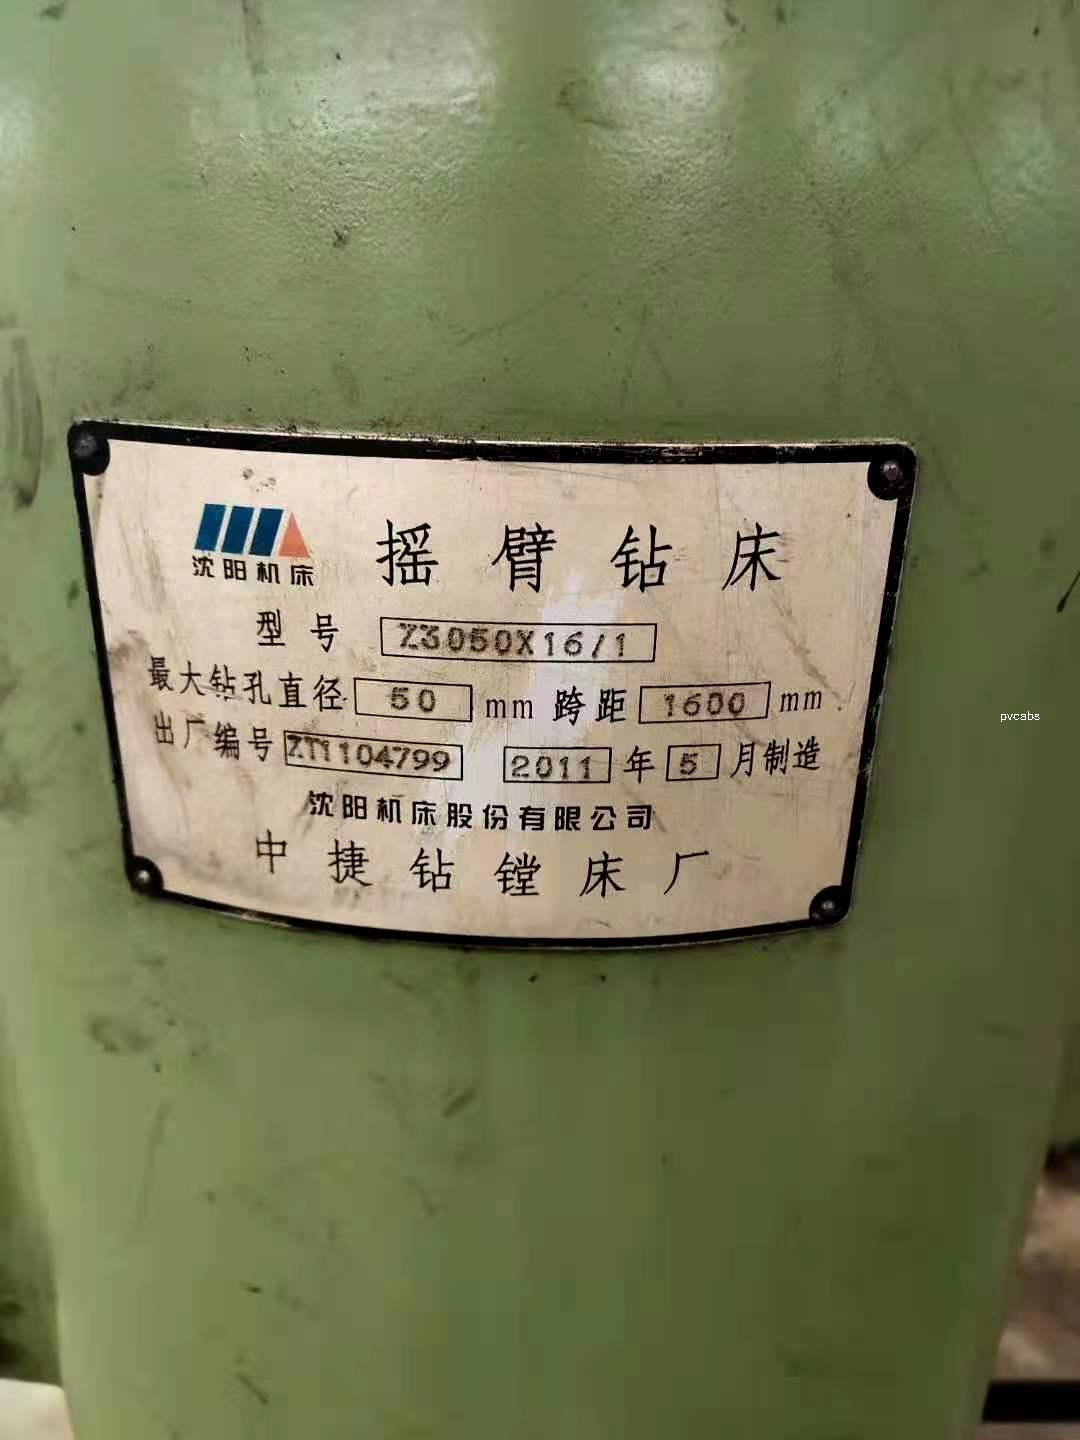 沈阳机床
摇臂钻床
型号 Z3050X16/1
最大钻孔直径 50 mm 跨距 1600 mm
出厂编号 ZT1104799 2011 年 5 月制造
沈阳机床股份有限公司
中捷钻镗床厂
pvcabs